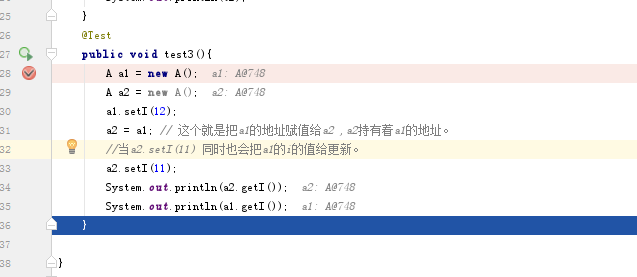 25 }
26 @Test
27 public void test3(){
28 A a1 = new A(); a1: A@748
29 A a2 = new A(); a2: A@748
30 a1.setI(12);
31 a2 = a1; // 这个就是把a1的地址赋值给a2，a2持有着a1的地址。
32 //当a2.setI(11) 同时也会把a1的i的值给更新。
33 a2.setI(11);
34 System.out.println(a2.getI()); a2: A@748
35 System.out.println(a1.getI()); a1: A@748
36 }
37
38 }